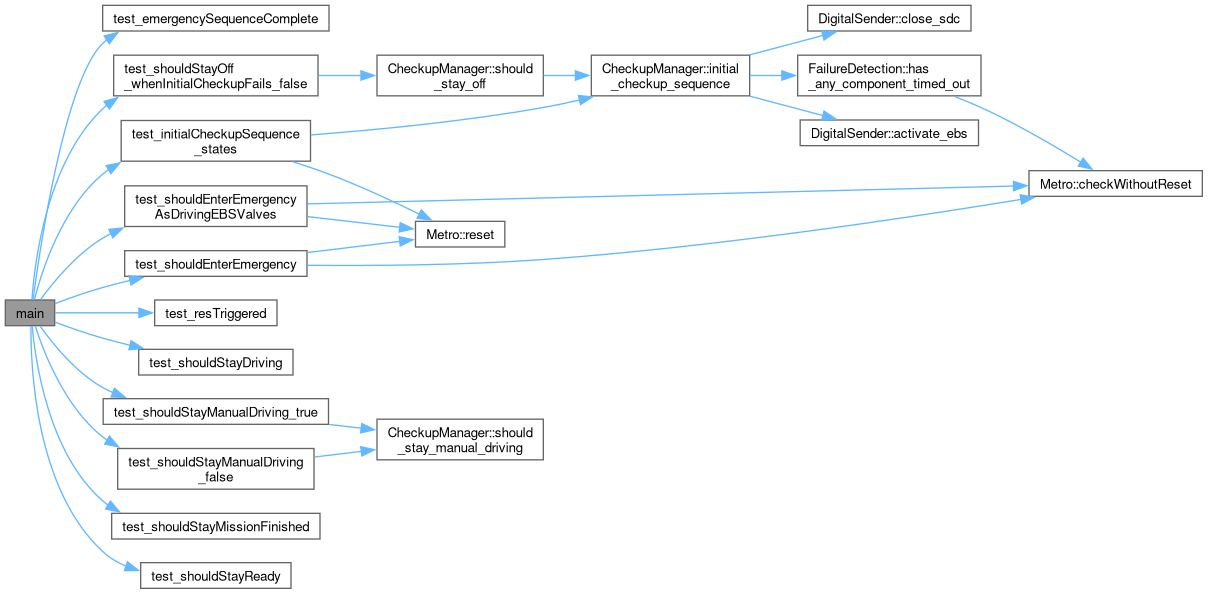 main
test_emergencySequenceComplete
test_shouldStayOff
_whenInitialCheckupFails_false
CheckupManager::should
_stay_off
CheckupManager::initial
_checkup_sequence
DigitalSender::close_sdc
FailureDetection::has
_any_component_timed_out
DigitalSender::activate_ebs
Metro::checkWithoutReset
test_initialCheckupSequence
_states
test_shouldEnterEmergency
AsDrivingEBSValves
Metro::reset
test_shouldEnterEmergency
test_resTriggered
test_shouldStayDriving
test_shouldStayManualDriving_true
CheckupManager::should
_stay_manual_driving
test_shouldStayManualDriving
_false
test_shouldStayMissionFinished
test_shouldStayReady